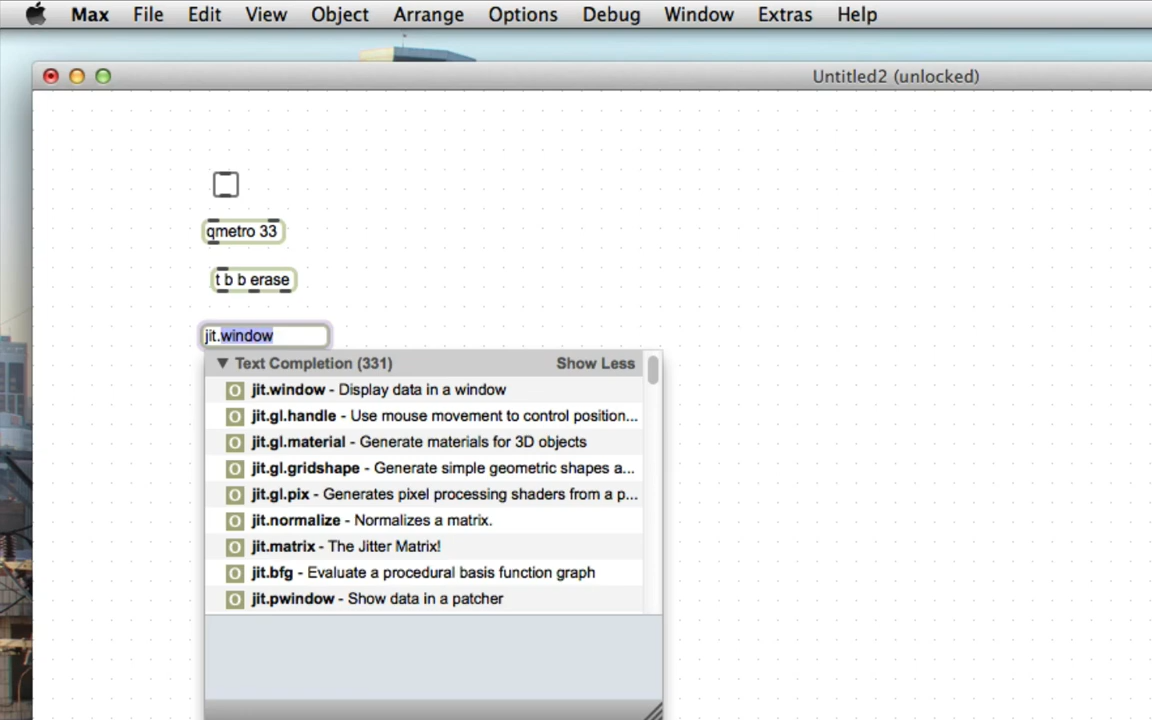 Max File Edit View Object Arrange Options Debug Window Extras Help
Untitled2 (unlocked)
qmetro 33
t b b erase
jit.window
Text Completion (331) Show Less
jit.window - Display data in a window
jit.gl.handle - Use mouse movement to control position...
jit.gl.material - Generate materials for 3D objects
jit.gl.gridshape - Generate simple geometric shapes a...
jit.gl.pix - Generates pixel processing shaders from a p...
jit.normalize - Normalizes a matrix.
jit.matrix - The Jitter Matrix!
jit.bfg - Evaluate a procedural basis function graph
jit.pwindow - Show data in a patcher